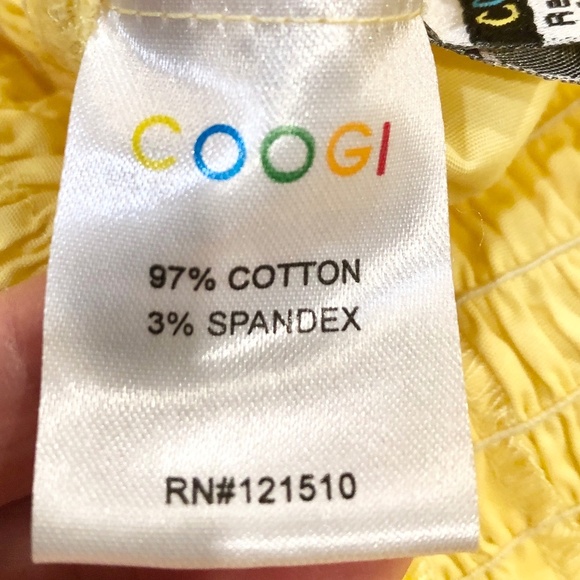 COOGI
97% COTTON
3% SPANDEX
RN#121510